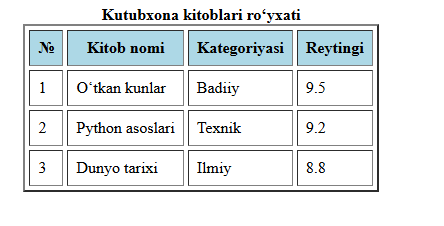 Kutubxona kitoblari ro‘yxati
№ Kitob nomi Kategoriyasi Reytingi
1 O‘tkan kunlar Badiiy 9.5
2 Python asoslari Texnik 9.2
3 Dunyo tarixi Ilmiy 8.8